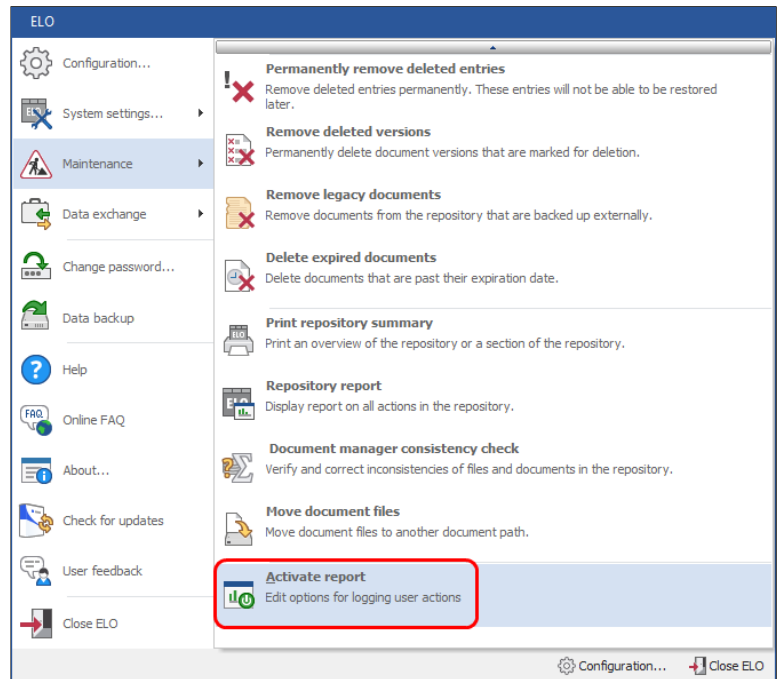 ELO
Configuration...
System settings...
Maintenance
Data exchange
Change password...
Data backup
Help
Online FAQ
About...
Check for updates
User feedback
Close ELO
Permanently remove deleted entries
Remove deleted entries permanently. These entries will not be able to be restored
later.
Remove deleted versions
Permanently delete document versions that are marked for deletion.
Remove legacy documents
Remove documents from the repository that are backed up externally.
Delete expired documents
Delete documents that are past their expiration date.
Print repository summary
Print an overview of the repository or a section of the repository.
Repository report
Display report on all actions in the repository.
Document manager consistency check
Verify and correct inconsistencies of files and documents in the repository.
Move document files
Move document files to another document path.
Activate report
Edit options for logging user actions
Configuration... Close ELO